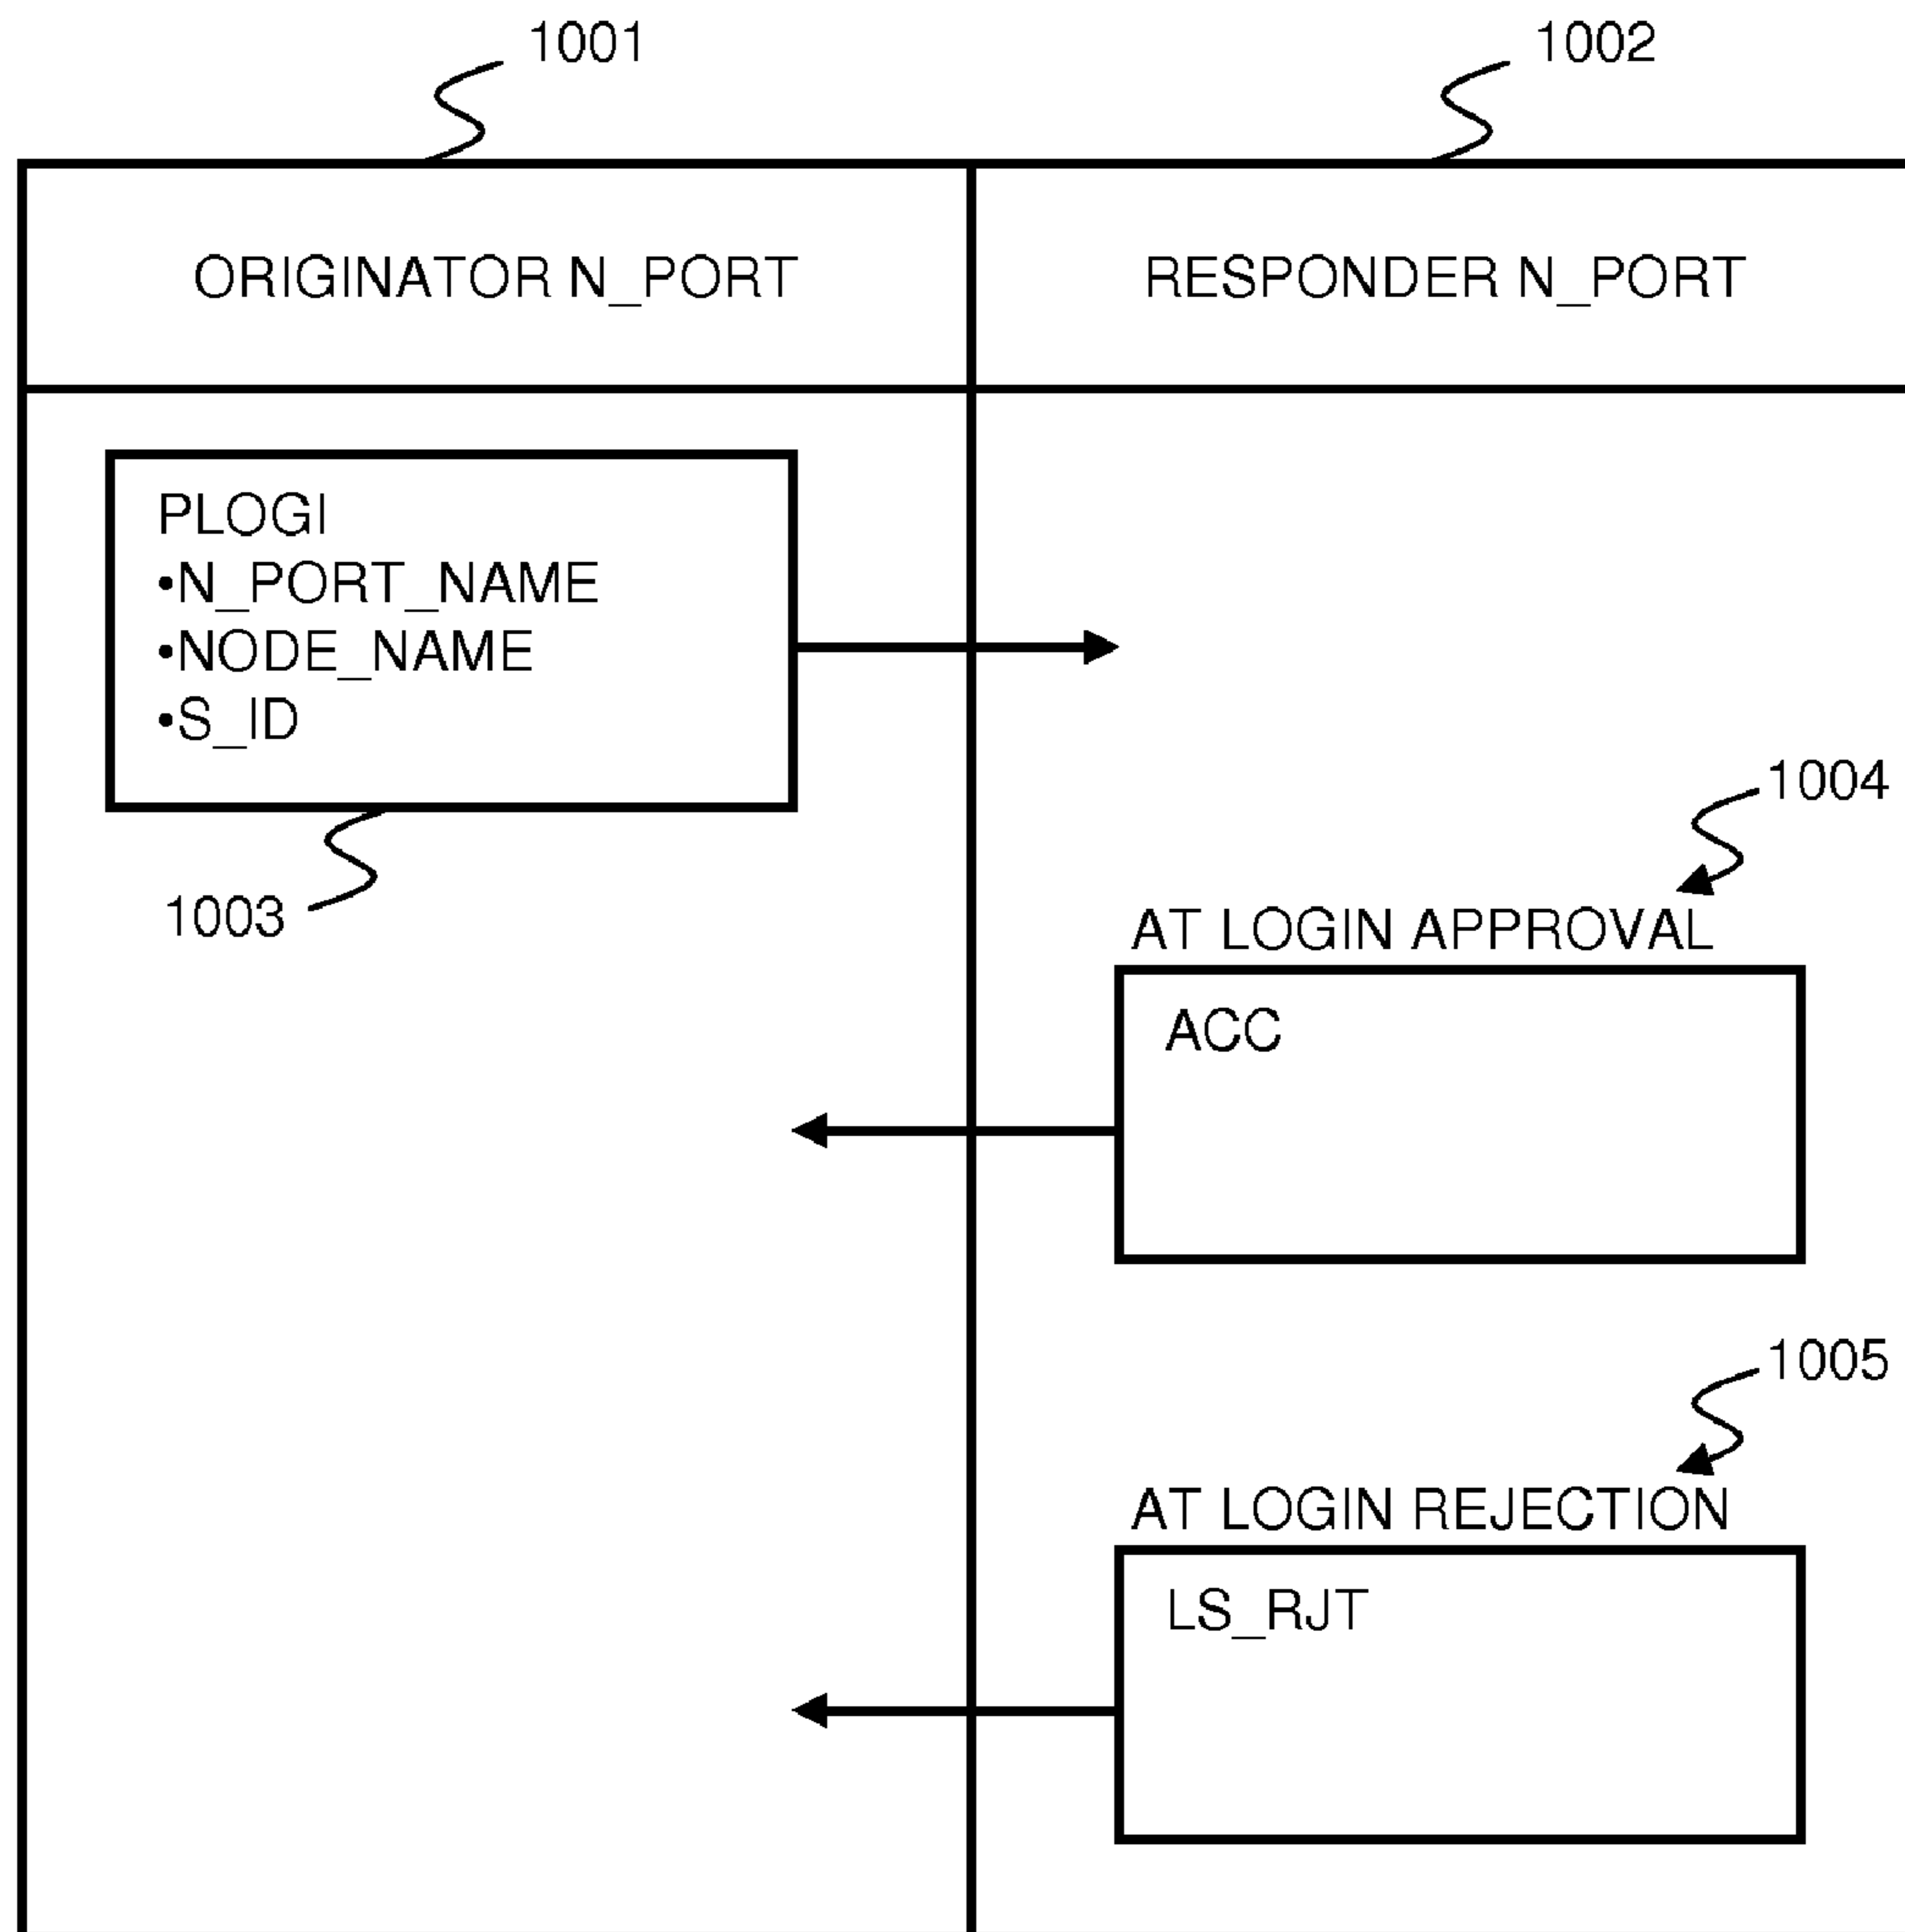 1001
1002
ORIGINATOR N_PORT
RESPONDER N_PORT
PLOGI
•N_PORT_NAME
•NODE_NAME
•S_ID
1003
1004
AT LOGIN APPROVAL
ACC
1005
AT LOGIN REJECTION
LS_RJT